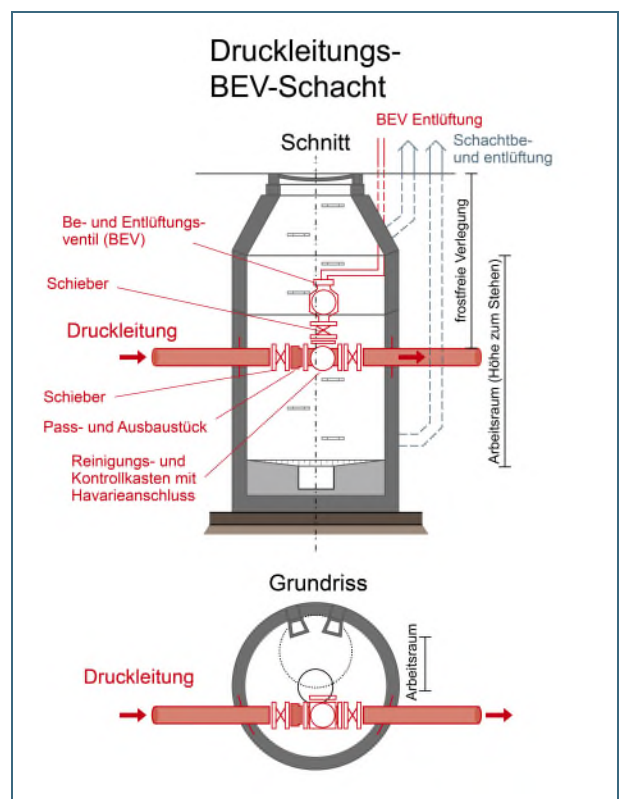 Druckleitungs-
BEV-Schacht
BEV Entlüftung
Schachtbe-
und entlüftung
Schnitt
Be- und Entlüftungs-
ventil (BEV)
Schieber
Druckleitung
Schieber
Pass- und Ausbaustück
Reinigungs- und
Kontrollkasten mit
Havarieanschluss
frostfreie Verlegung
Arbeitsraum (Höhe zum Stehen)
Grundriss
Arbeitsraum
Druckleitung